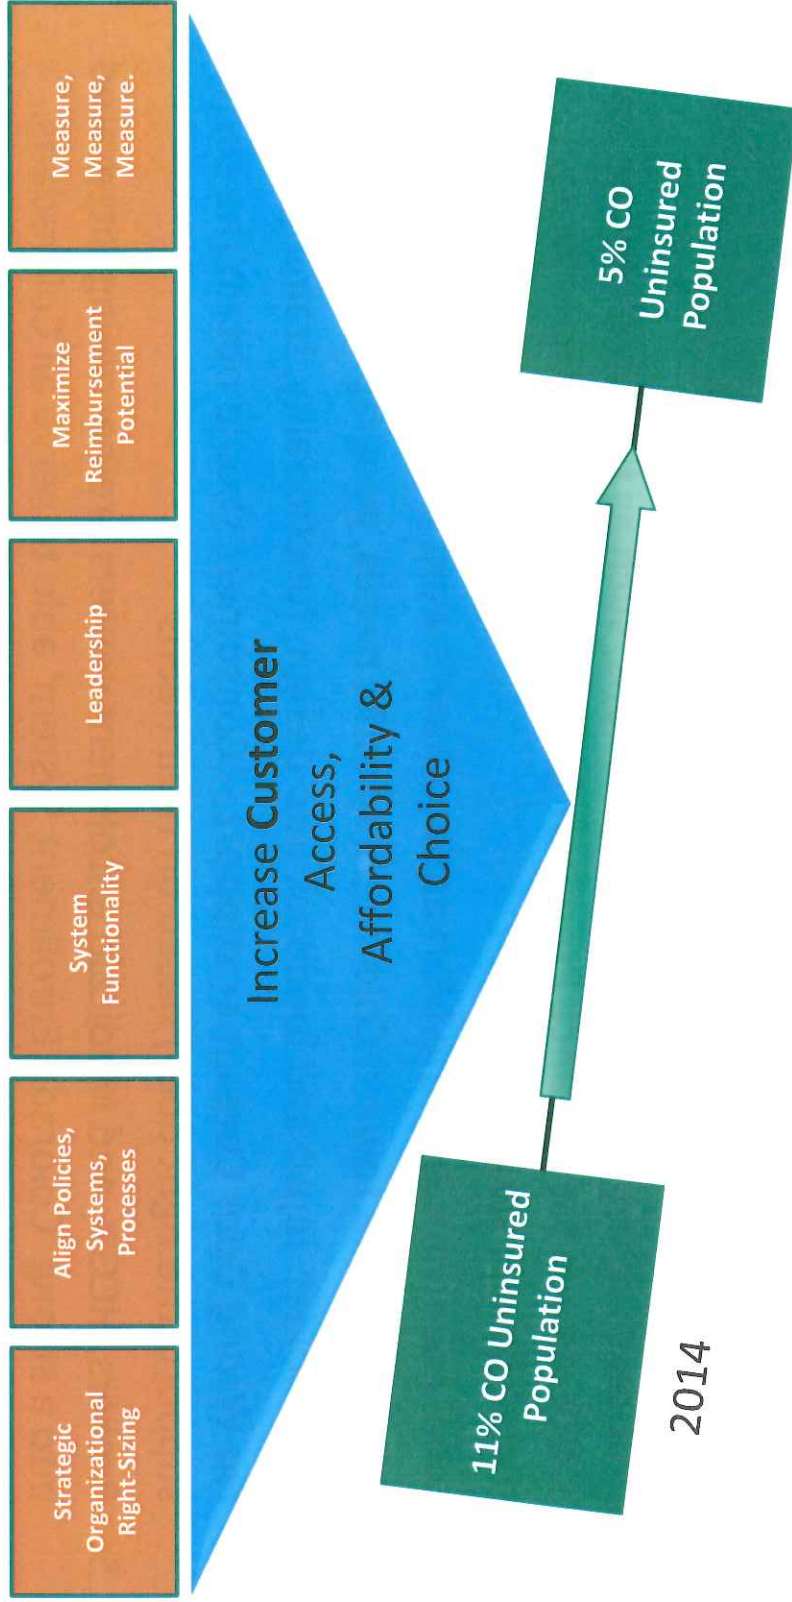 Strategic
Organizational
Right-Sizing
Align Policies,
Systems,
Processes
System
Functionality
Leadership
Maximize
Reimbursement
Potential
Measure,
Measure,
Measure.
Increase Customer
Access,
Affordability &
Choice
11% CO Uninsured
Population
2014
5% CO
Uninsured
Population